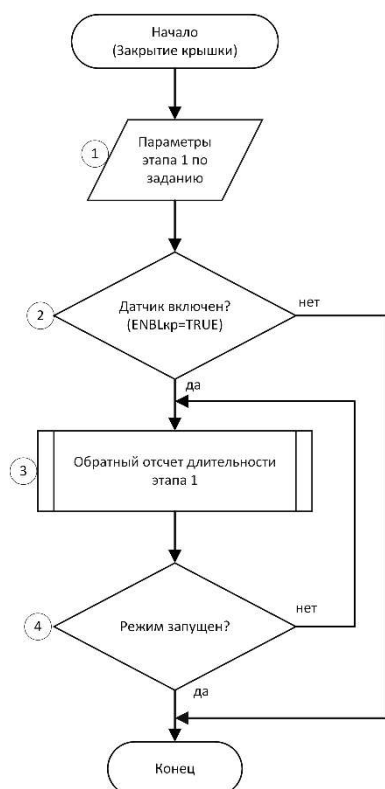 Начало
(Закрытие крышки)
1
Параметры
этапа 1 по
заданию
2
Датчик включен?
(ENBLкр=TRUE)
нет
да
3
Обратный отсчет длительности
этапа 1
4
Режим запущен?
нет
да
Конец